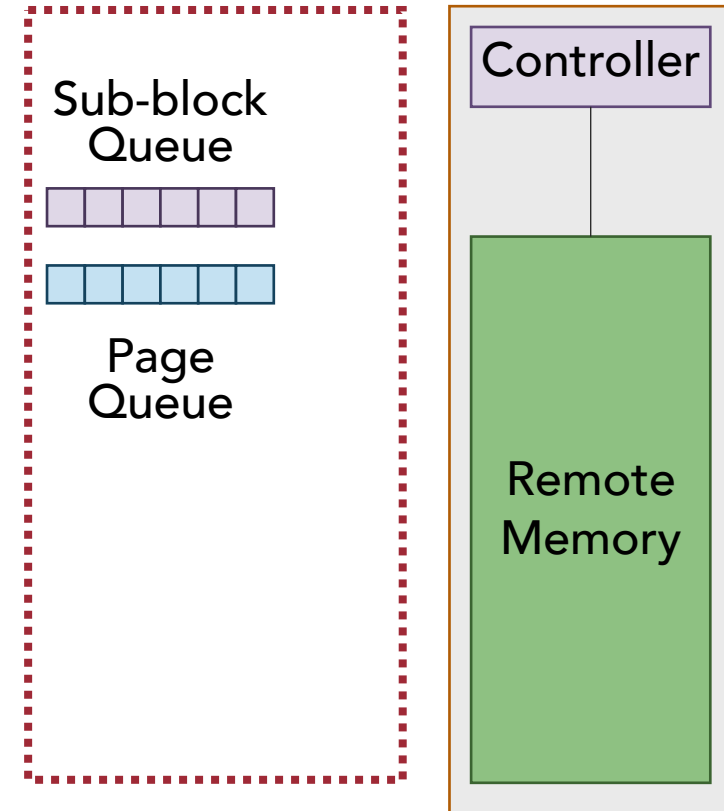 Sub-block
Queue
Page
Queue
Controller
Remote
Memory